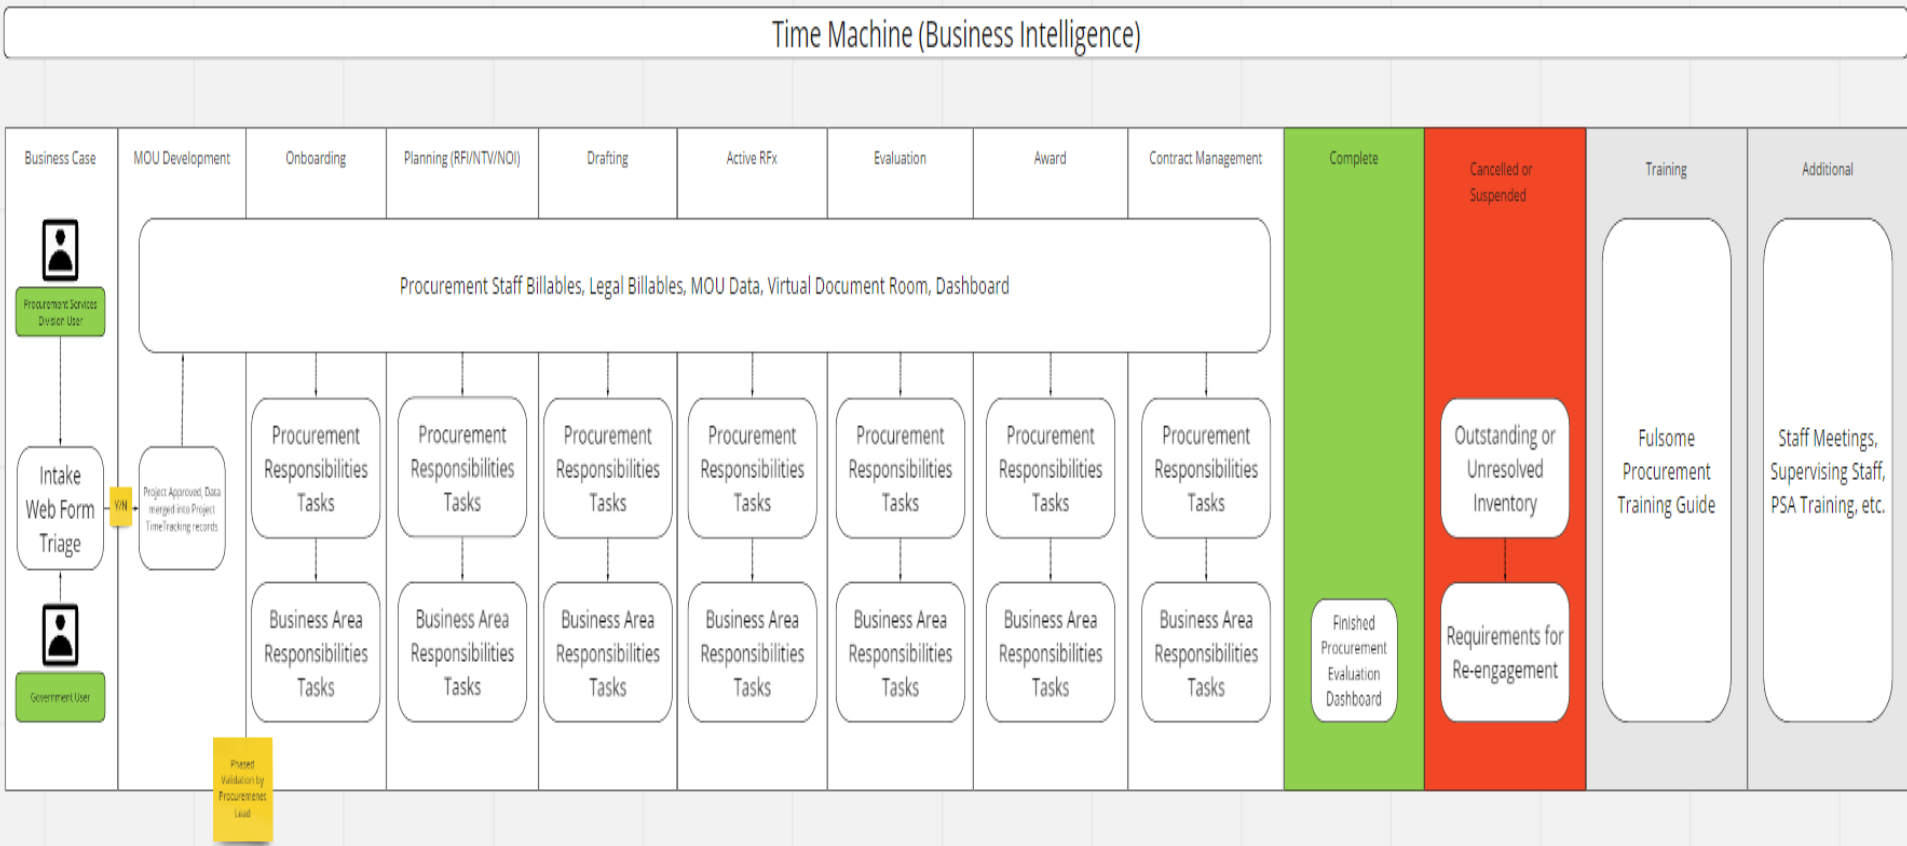 Time Machine (Business Intelligence)
Business Case
MOU Development
Onboarding
Planning (RFI/NTV/NOI)
Drafting
Active RFx
Evaluation
Award
Contract Management
Complete
Cancelled or
Suspended
Training
Additional
Procurement Services
Division User
Procurement Staff Billables, Legal Billables, MOU Data, Virtual Document Room, Dashboard
Intake
Web Form
Triage
Y/N
Project Approved, Data
merged into Project
TimeTracking records
Government User
Procurement
Responsibilities
Tasks
Procurement
Responsibilities
Tasks
Procurement
Responsibilities
Tasks
Procurement
Responsibilities
Tasks
Procurement
Responsibilities
Tasks
Procurement
Responsibilities
Tasks
Procurement
Responsibilities
Tasks
Business Area
Responsibilities
Tasks
Business Area
Responsibilities
Tasks
Business Area
Responsibilities
Tasks
Business Area
Responsibilities
Tasks
Business Area
Responsibilities
Tasks
Business Area
Responsibilities
Tasks
Business Area
Responsibilities
Tasks
Finished
Procurement
Evaluation
Dashboard
Outstanding or
Unresolved
Inventory
Requirements for
Re-engagement
Fulsome
Procurement
Training Guide
Staff Meetings,
Supervising Staff,
PSA Training, etc.
Phased
Validation by
Procuremenes
Lead